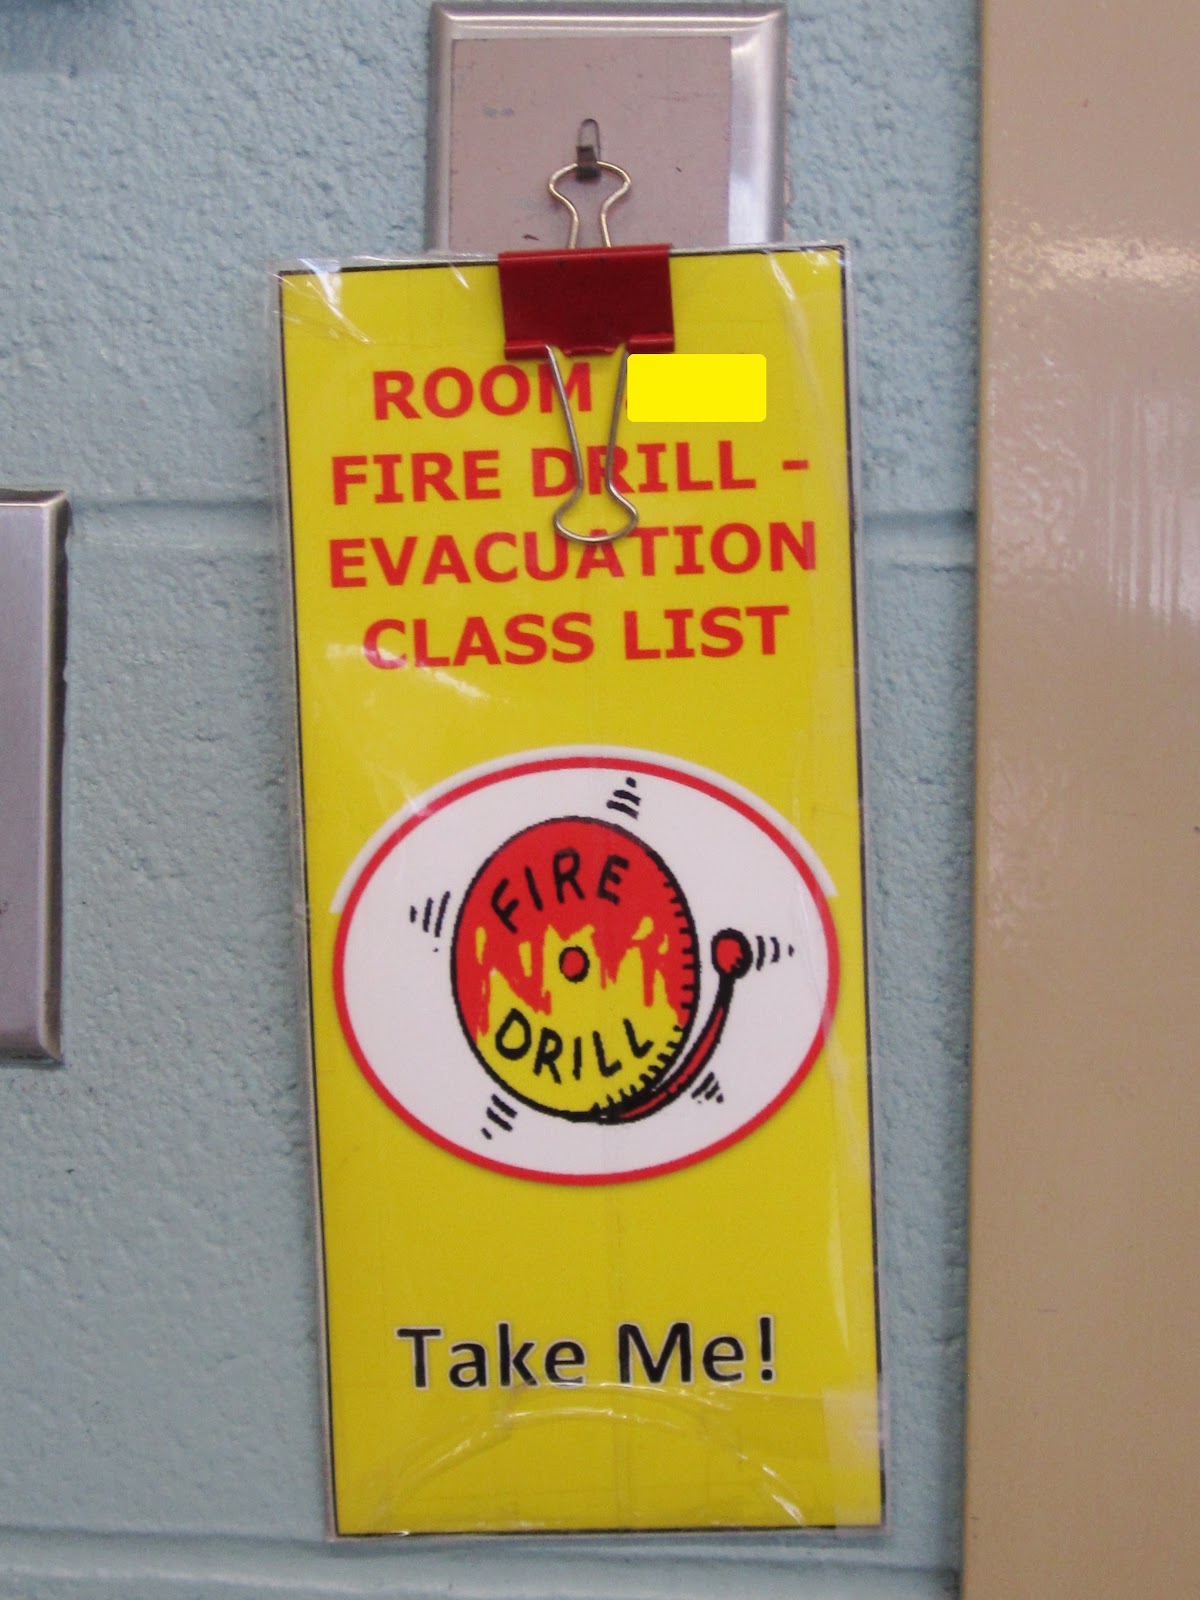 ROOM
FIRE DRILL -
EVACUATION
CLASS LIST
FIRE
DRILL
Take Me!